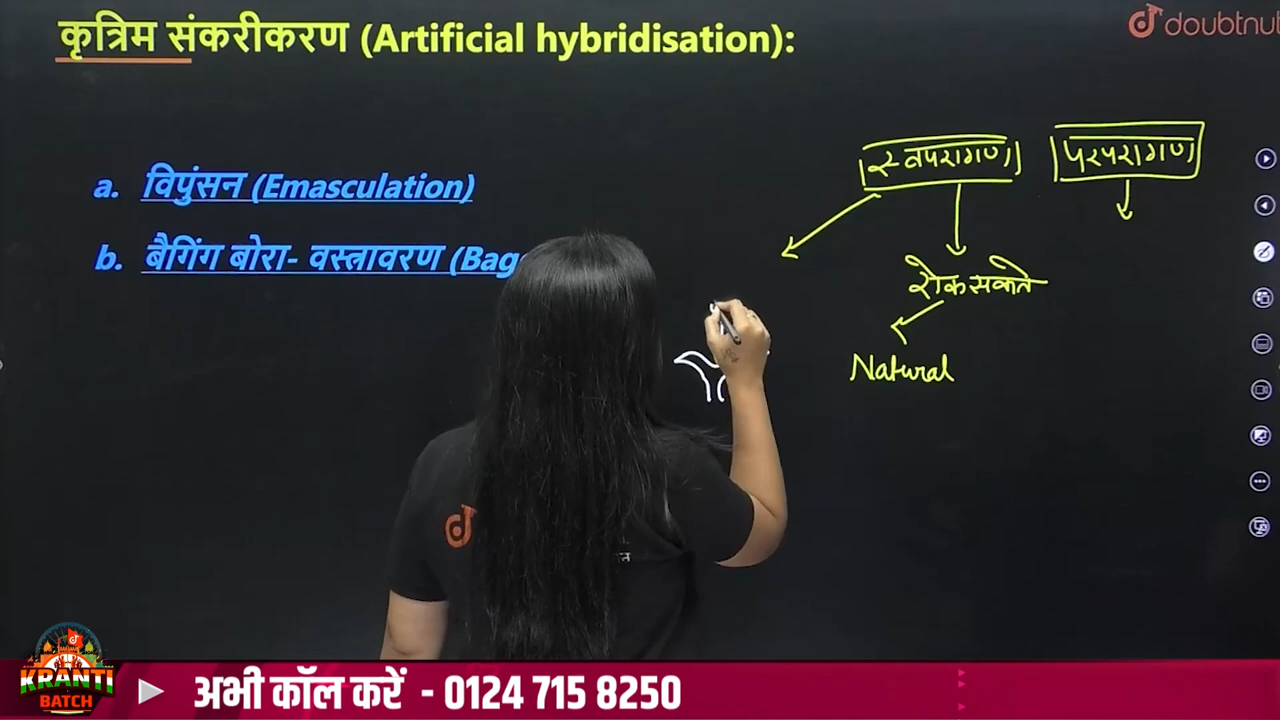 कृत्रिम संकरीकरण (Artificial hybridisation):
doubtnut
a. विपुंसन (Emasculation)
b. बैगिंग बोरा- वस्त्रावरण (Bag
स्वपरागण
परपरागण
रोक सकते
Natural
KRANTI
BATCH
अभी कॉल करें - 0124 715 8250